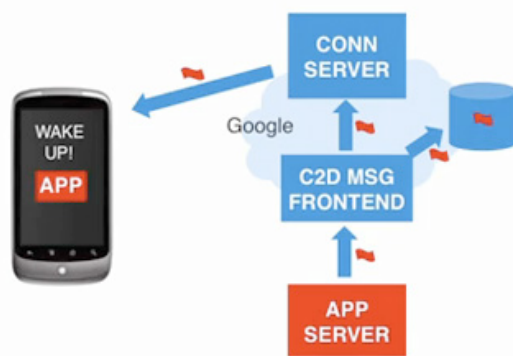 CONN
SERVER
WAKE
UP!
APP
Google
C2D MSG
FRONTEND
APP
SERVER